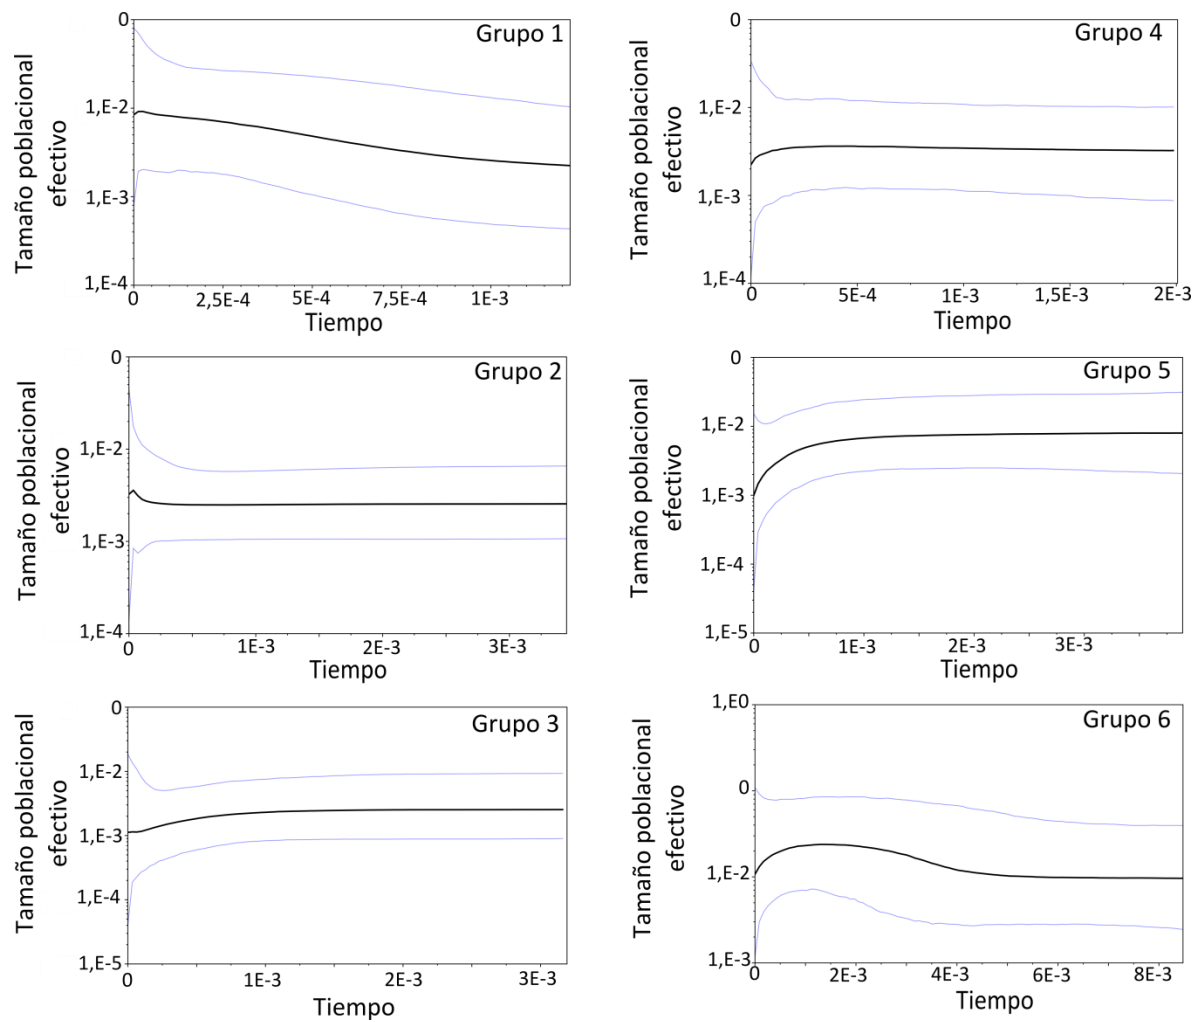 Grupo 1
Tamaño poblacional
efectivo
0
1,E-2
1,E-3
1,E-4
0
2,5E-4
5E-4
7,5E-4
1E-3
Tiempo
Grupo 4
Tamaño poblacional
efectivo
0
1,E-2
1,E-3
1,E-4
0
5E-4
1E-3
1,5E-3
2E-3
Tiempo
Grupo 2
Tamaño poblacional
efectivo
0
1,E-2
1,E-3
1,E-4
0
1E-3
2E-3
3E-3
Tiempo
Grupo 5
Tamaño poblacional
efectivo
0
1,E-2
1,E-3
1,E-4
1,E-5
0
1E-3
2E-3
3E-3
Tiempo
Grupo 3
Tamaño poblacional
efectivo
0
1,E-2
1,E-3
1,E-4
1,E-5
0
1E-3
2E-3
3E-3
Tiempo
Grupo 6
Tamaño poblacional
efectivo
1,E0
0
1,E-2
1,E-3
0
2E-3
4E-3
6E-3
8E-3
Tiempo